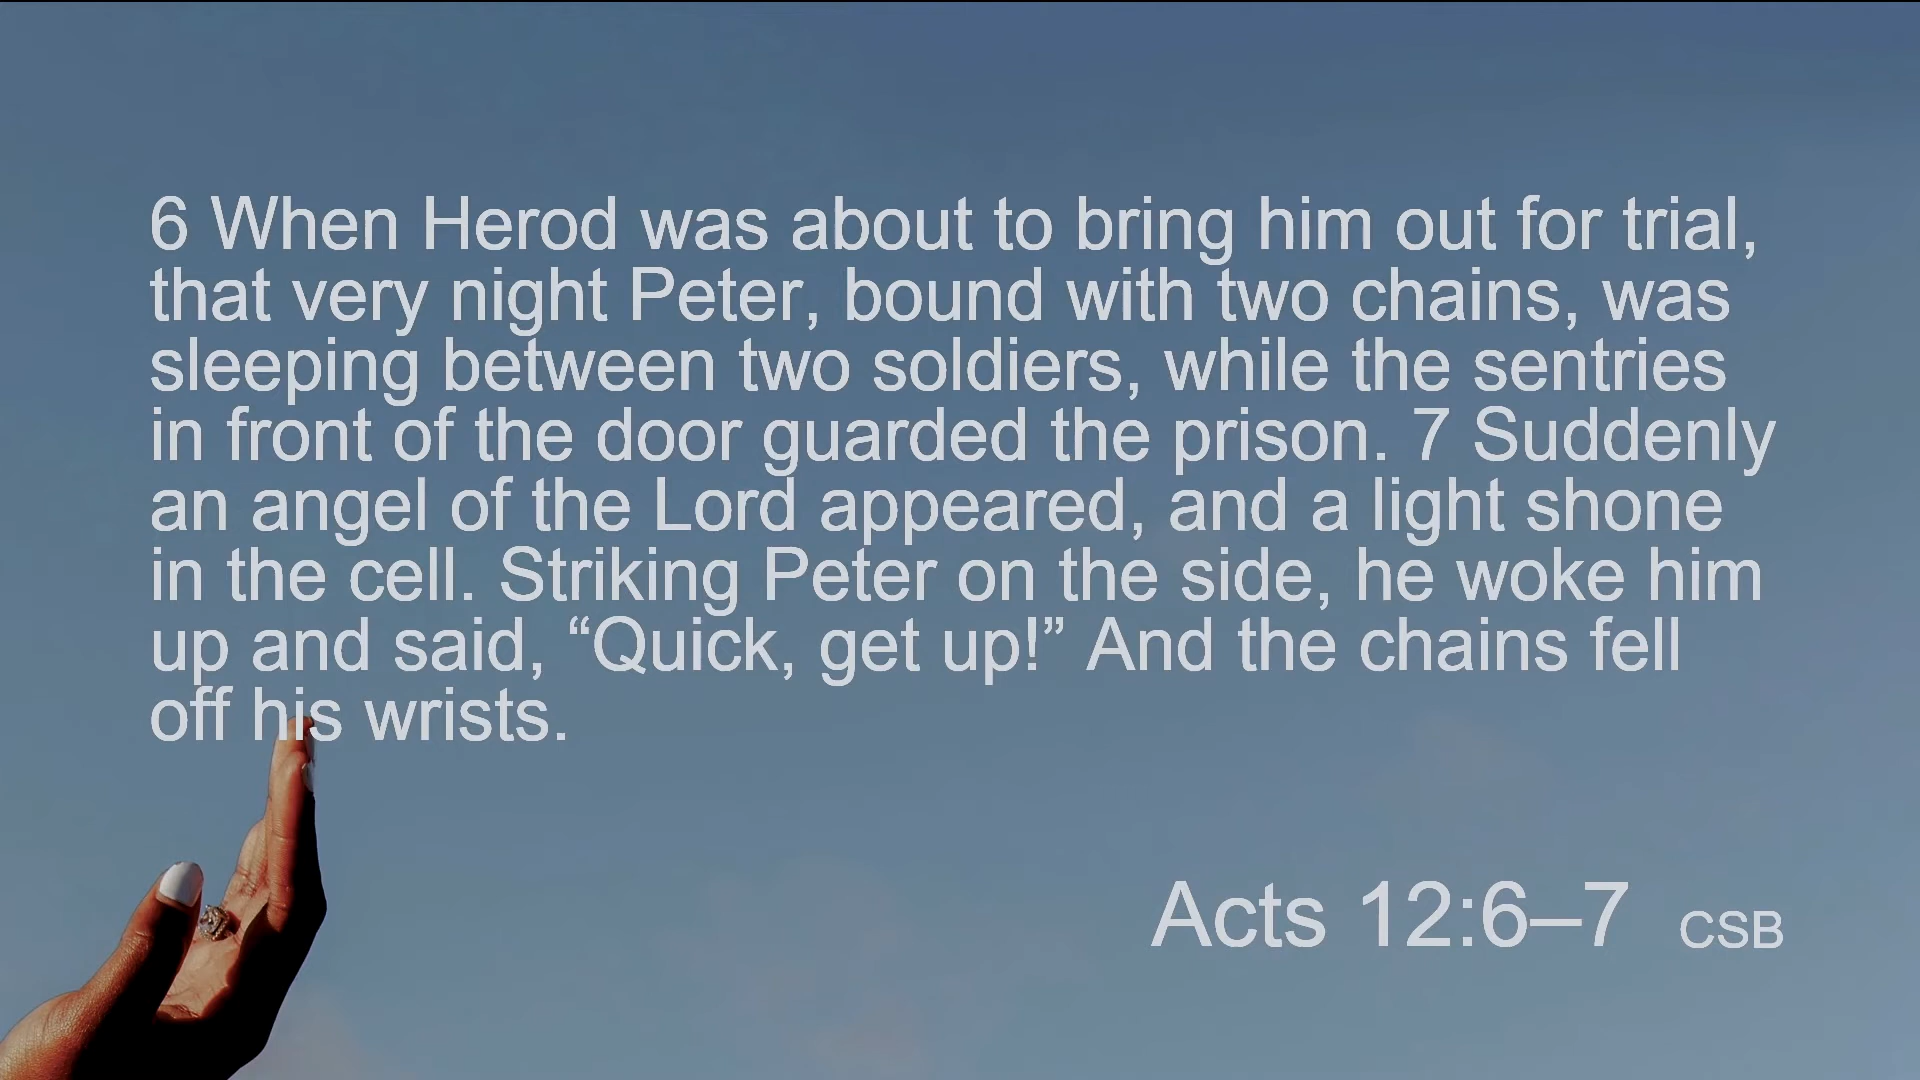 6 When Herod was about to bring him out for trial,
that very night Peter, bound with two chains, was
sleeping between two soldiers, while the sentries
in front of the door guarded the prison. 7 Suddenly
an angel of the Lord appeared, and a light shone
in the cell. Striking Peter on the side, he woke him
up and said, “Quick, get up!” And the chains fell
off his wrists.
Acts 12:6–7 CSB